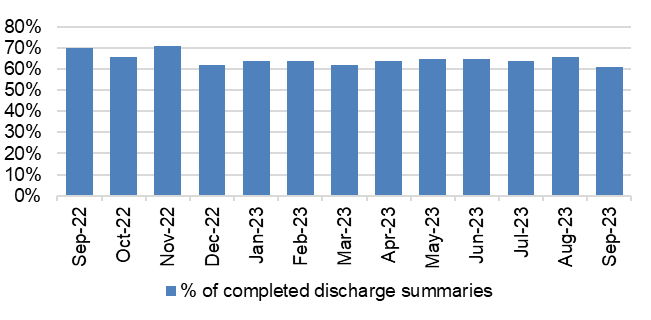 80%
70%
60%
50%
40%
30%
20%
10%
0%
Sep-22
Oct-22
Nov-22
Dec-22
Jan-23
Feb-23
Mar-23
Apr-23
May-23
Jun-23
Jul-23
Aug-23
Sep-23
% of completed discharge summaries